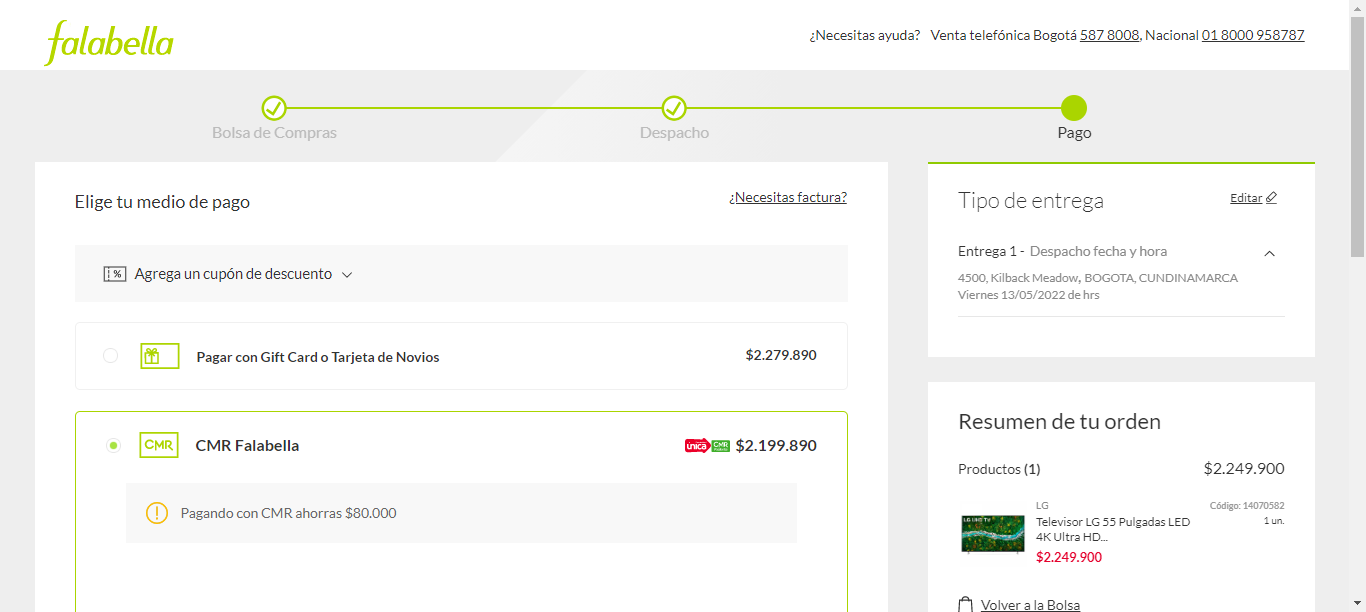 falabella
¿Necesitas ayuda? Venta telefónica Bogotá 587 8008, Nacional 01 8000 958787
Bolsa de Compras
Despacho
Pago
Elige tu medio de pago
¿Necesitas factura?
% Agrega un cupón de descuento
Pagar con Gift Card o Tarjeta de Novios
$2.279.890
CMR CMR Falabella
unica CMR $2.199.890
Pagando con CMR ahorras $80.000
Tipo de entrega
Editar
Entrega 1 - Despacho fecha y hora
4500, Kilback Meadow, BOGOTA, CUNDINAMARCA
Viernes 13/05/2022 de hrs
Resumen de tu orden
Productos (1) $2.249.900
LG Código: 14070582
Televisor LG 55 Pulgadas LED 1 un.
4K Ultra HD...
$2.249.900
Volver a la Bolsa